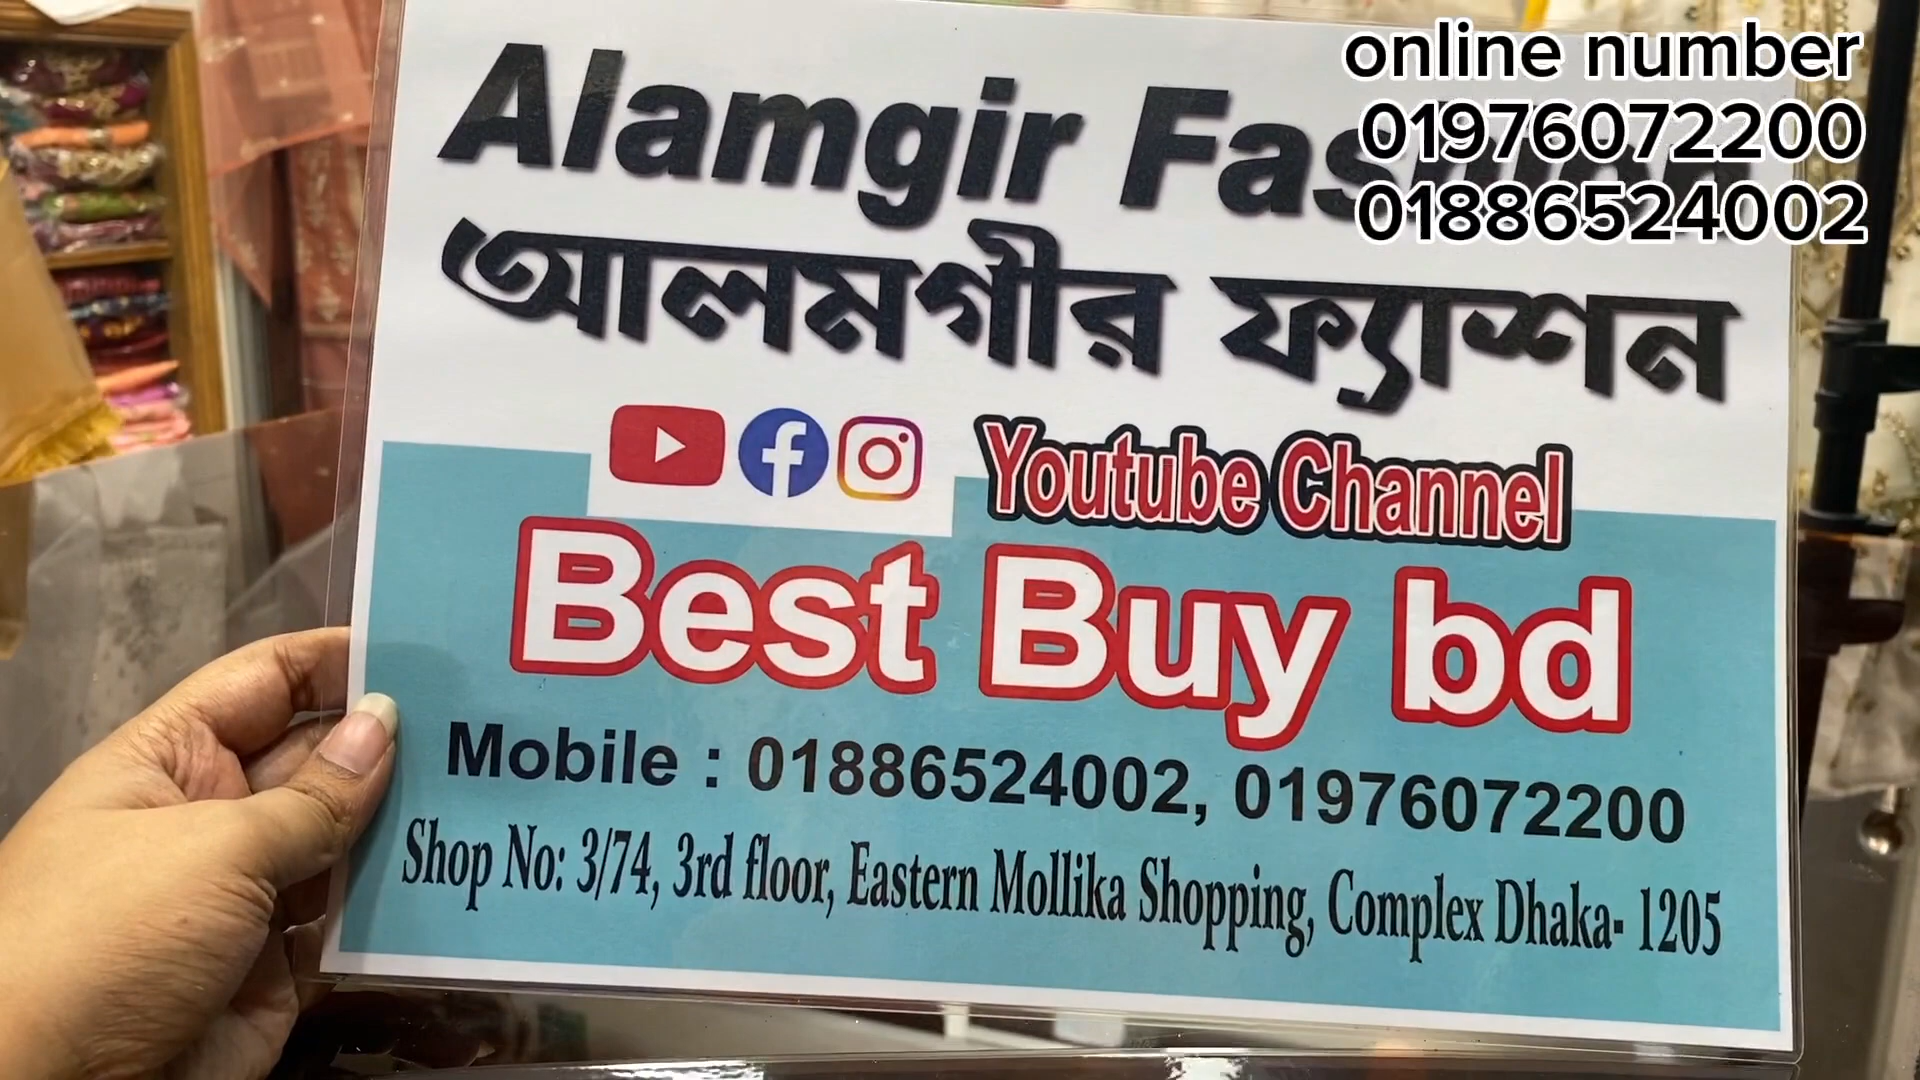 online number
01976072200
01886524002
Alamgir Fashion
আলমগীর ফ্যাশন
Youtube Channel
Best Buy bd
Mobile : 01886524002, 01976072200
Shop No: 3/74, 3rd floor, Eastern Mollika Shopping, Complex Dhaka- 1205